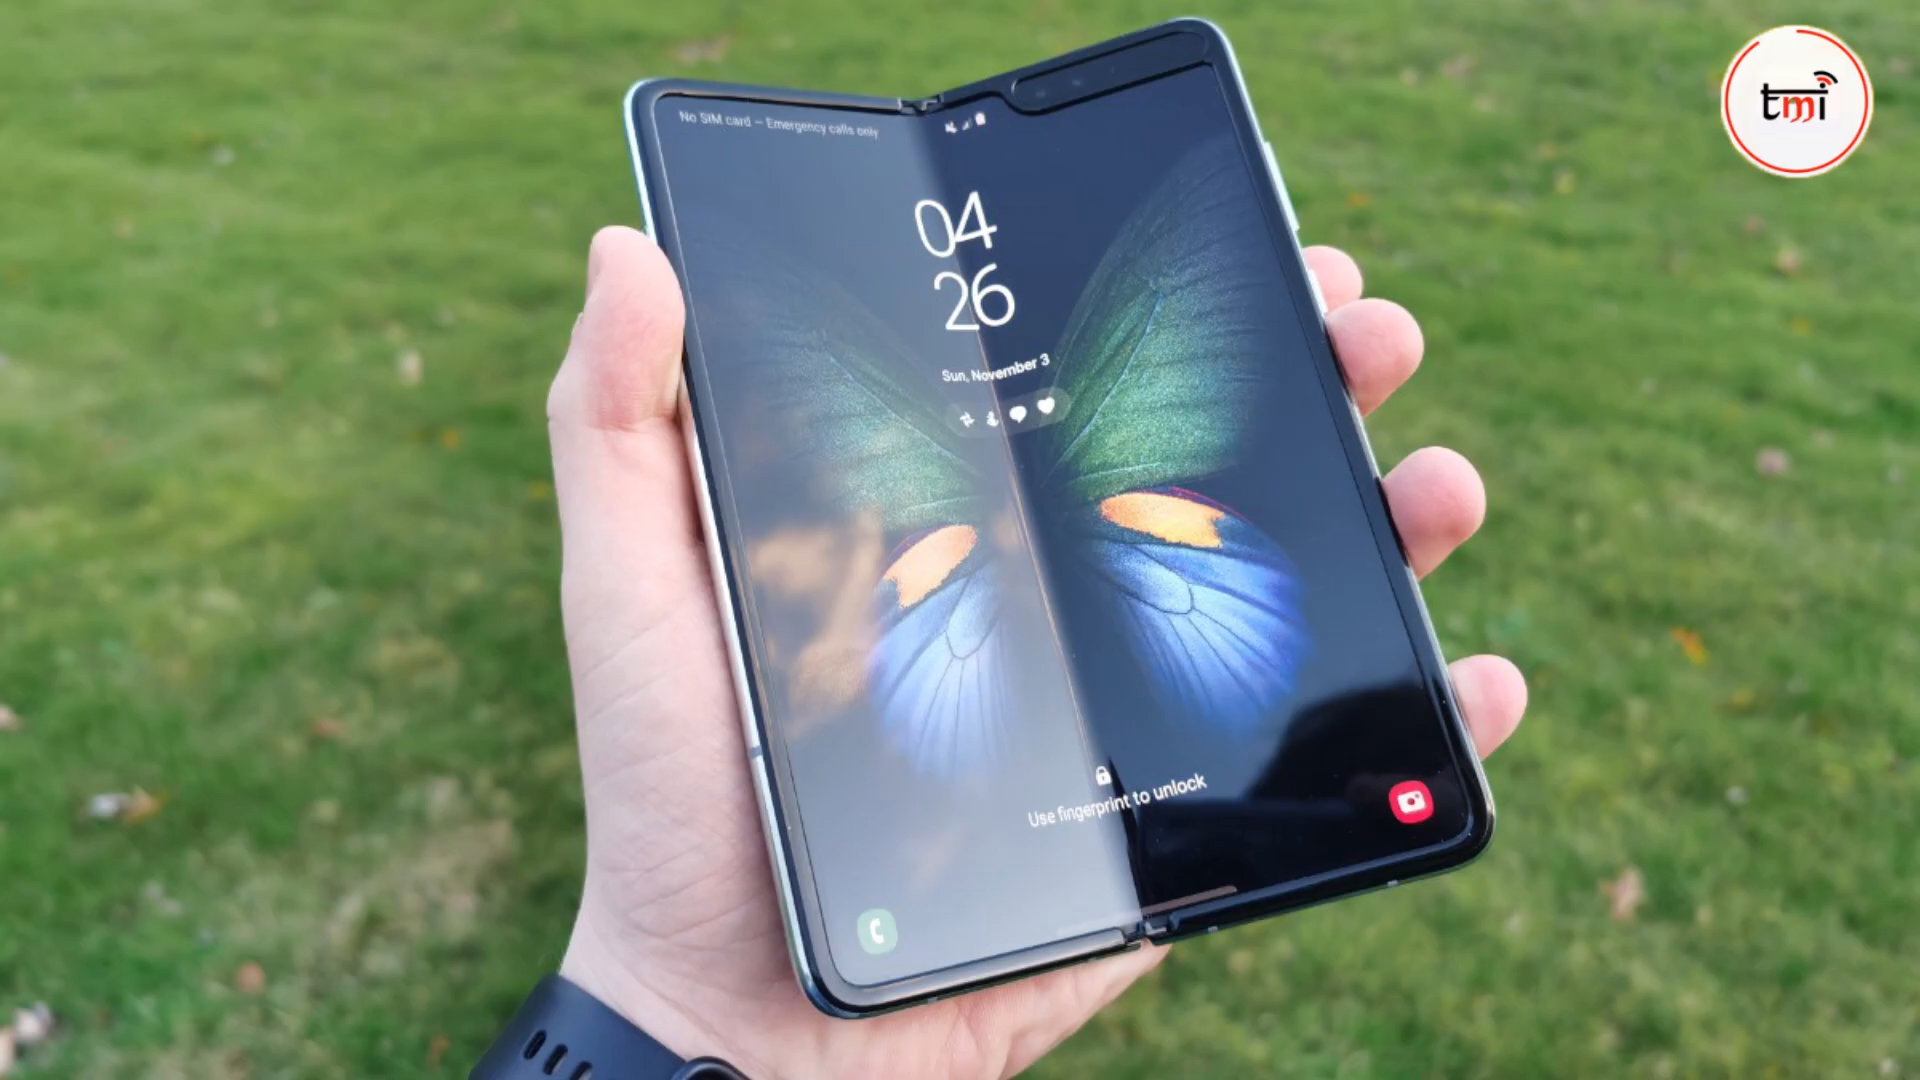 tmi
No SIM card – Emergency calls only
04
26
Sun, November 3
Use fingerprint to unlock